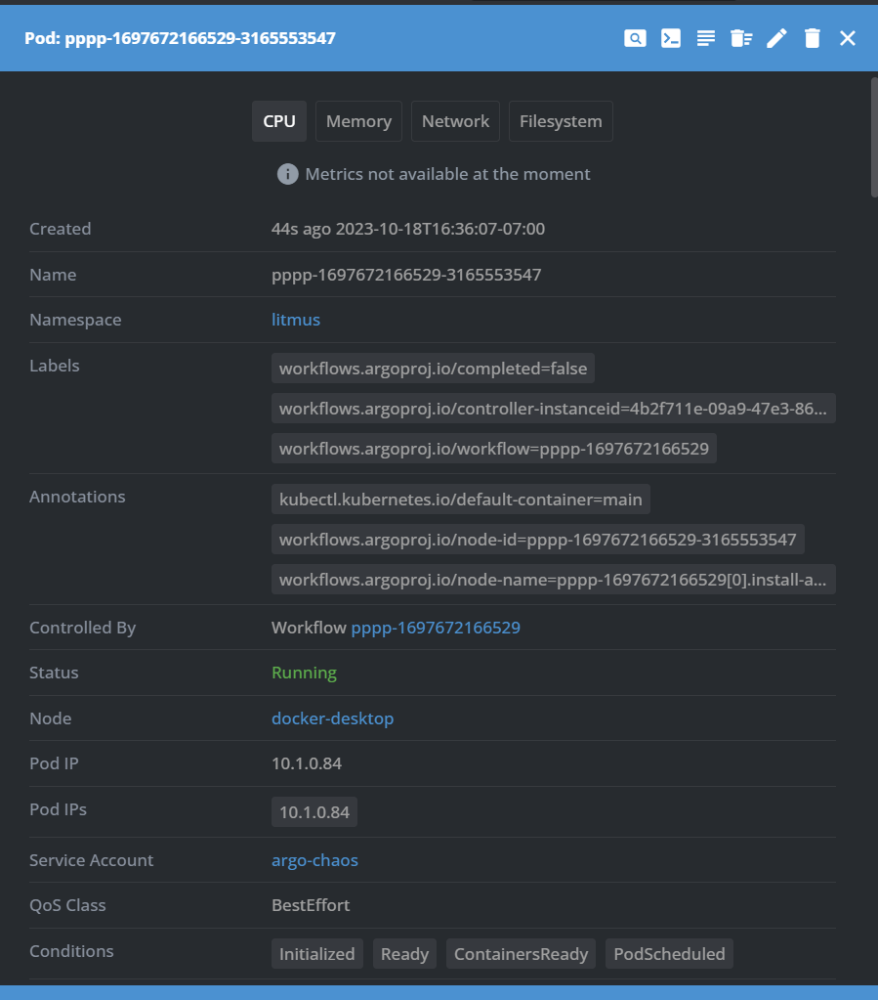 Pod: pppp-1697672166529-3165553547
CPU Memory Network Filesystem
Metrics not available at the moment
Created 44s ago 2023-10-18T16:36:07-07:00
Name pppp-1697672166529-3165553547
Namespace litmus
Labels workflows.argoproj.io/completed=false
workflows.argoproj.io/controller-instanceid=4b2f711e-09a9-47e3-86...
workflows.argoproj.io/workflow=pppp-1697672166529
Annotations kubectl.kubernetes.io/default-container=main
workflows.argoproj.io/node-id=pppp-1697672166529-3165553547
workflows.argoproj.io/node-name=pppp-1697672166529[0].install-a...
Controlled By Workflow pppp-1697672166529
Status Running
Node docker-desktop
Pod IP 10.1.0.84
Pod IPs 10.1.0.84
Service Account argo-chaos
QoS Class BestEffort
Conditions Initialized Ready ContainersReady PodScheduled